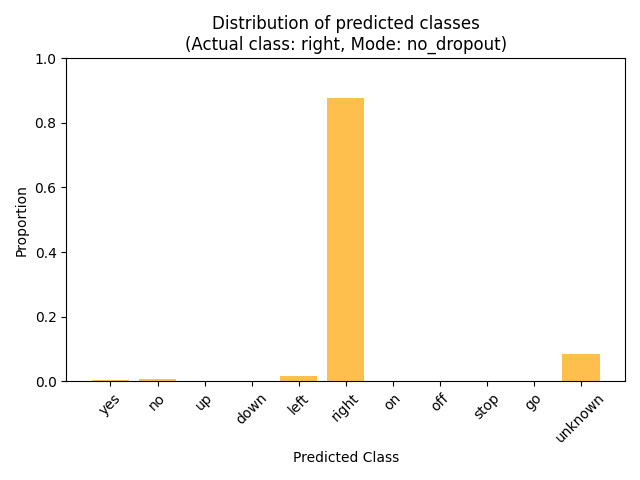 Distribution of predicted classes
(Actual class: right, Mode: no_dropout)
1.0
0.8
0.6
0.4
0.2
0.0
Proportion
yes
no
up
down
left
right
on
off
stop
go
unknown
Predicted Class